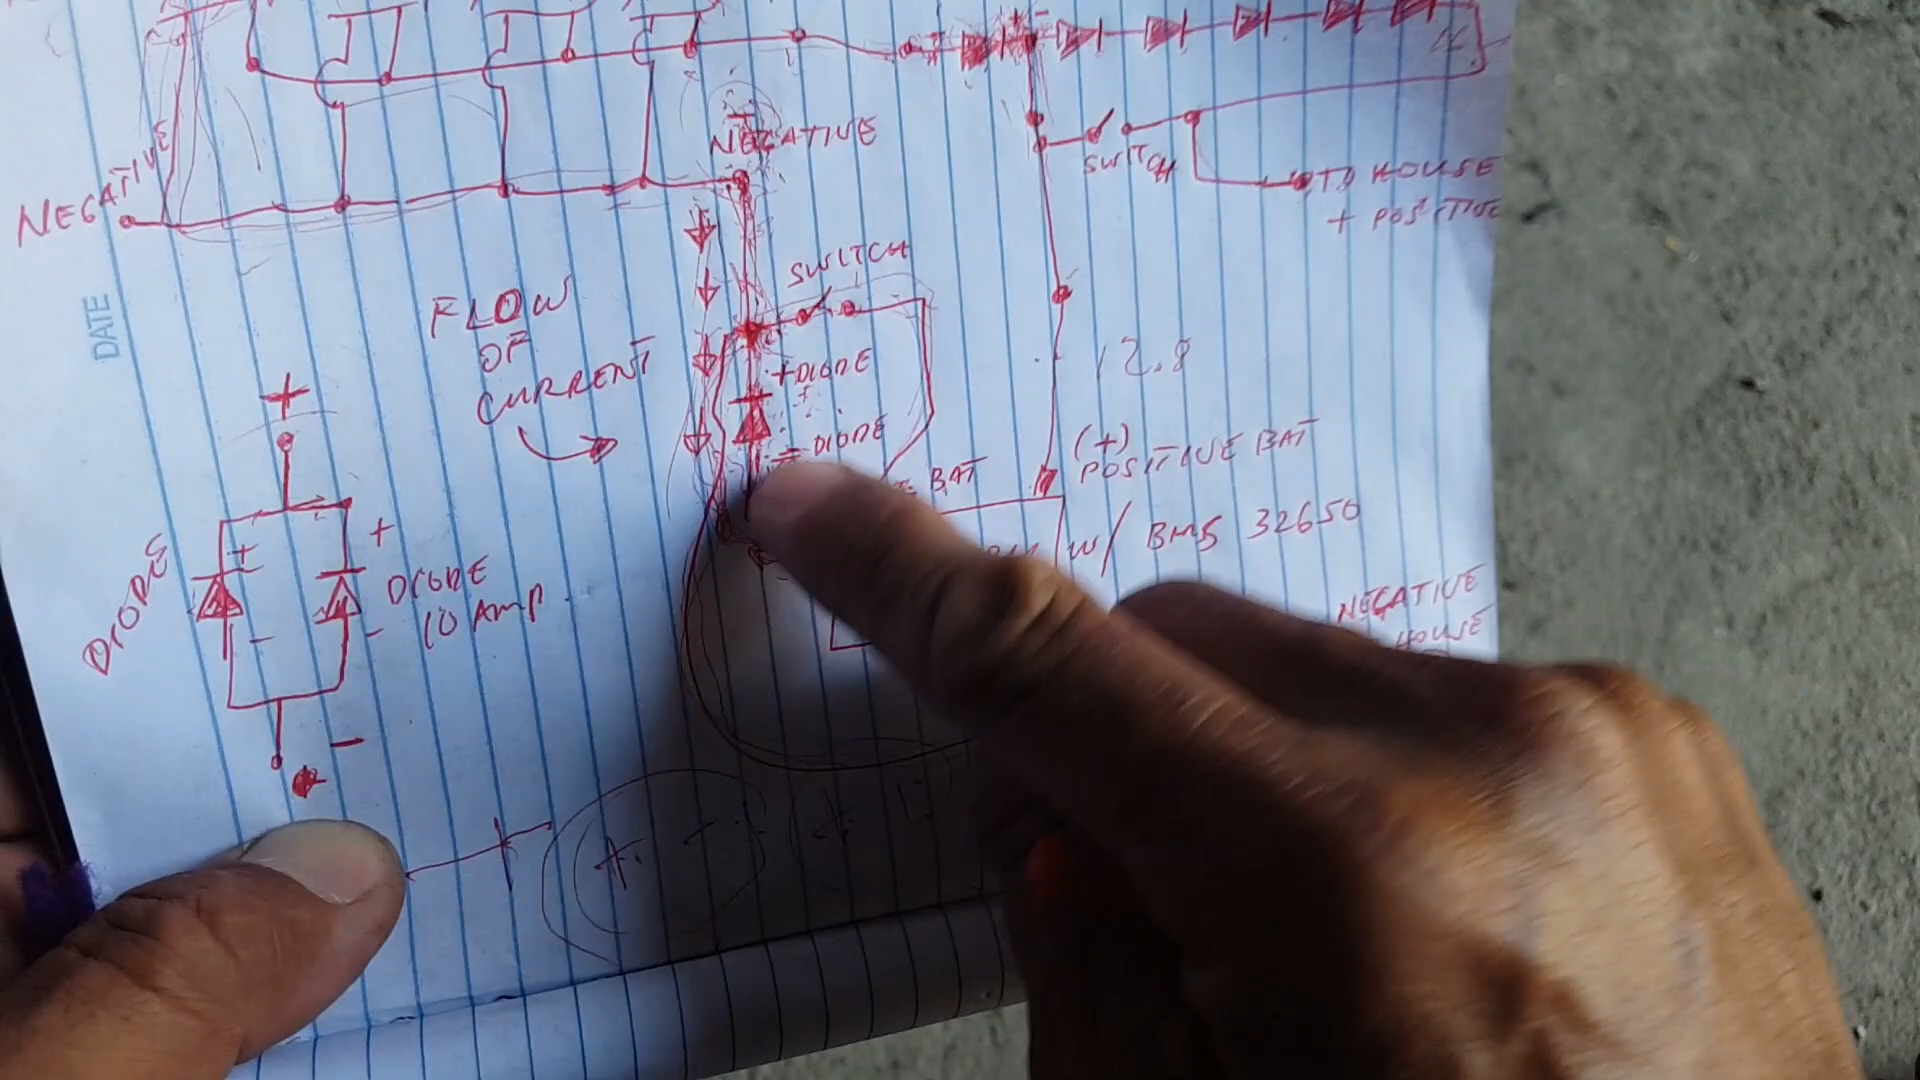 NEGATIVE
NEGATIVE
SWITCH
TO HOUSE
+ POSITIVE
DATE
SWITCH
FLOW
OF
CURRENT
+
+ DIODE
+
12.8
- DIODE
(+)
POSITIVE BAT
BAT
W/ BMS 32650
DIODE
+
+
DIODE
10 AMP
-
-
-
NEGATIVE
HOUSE